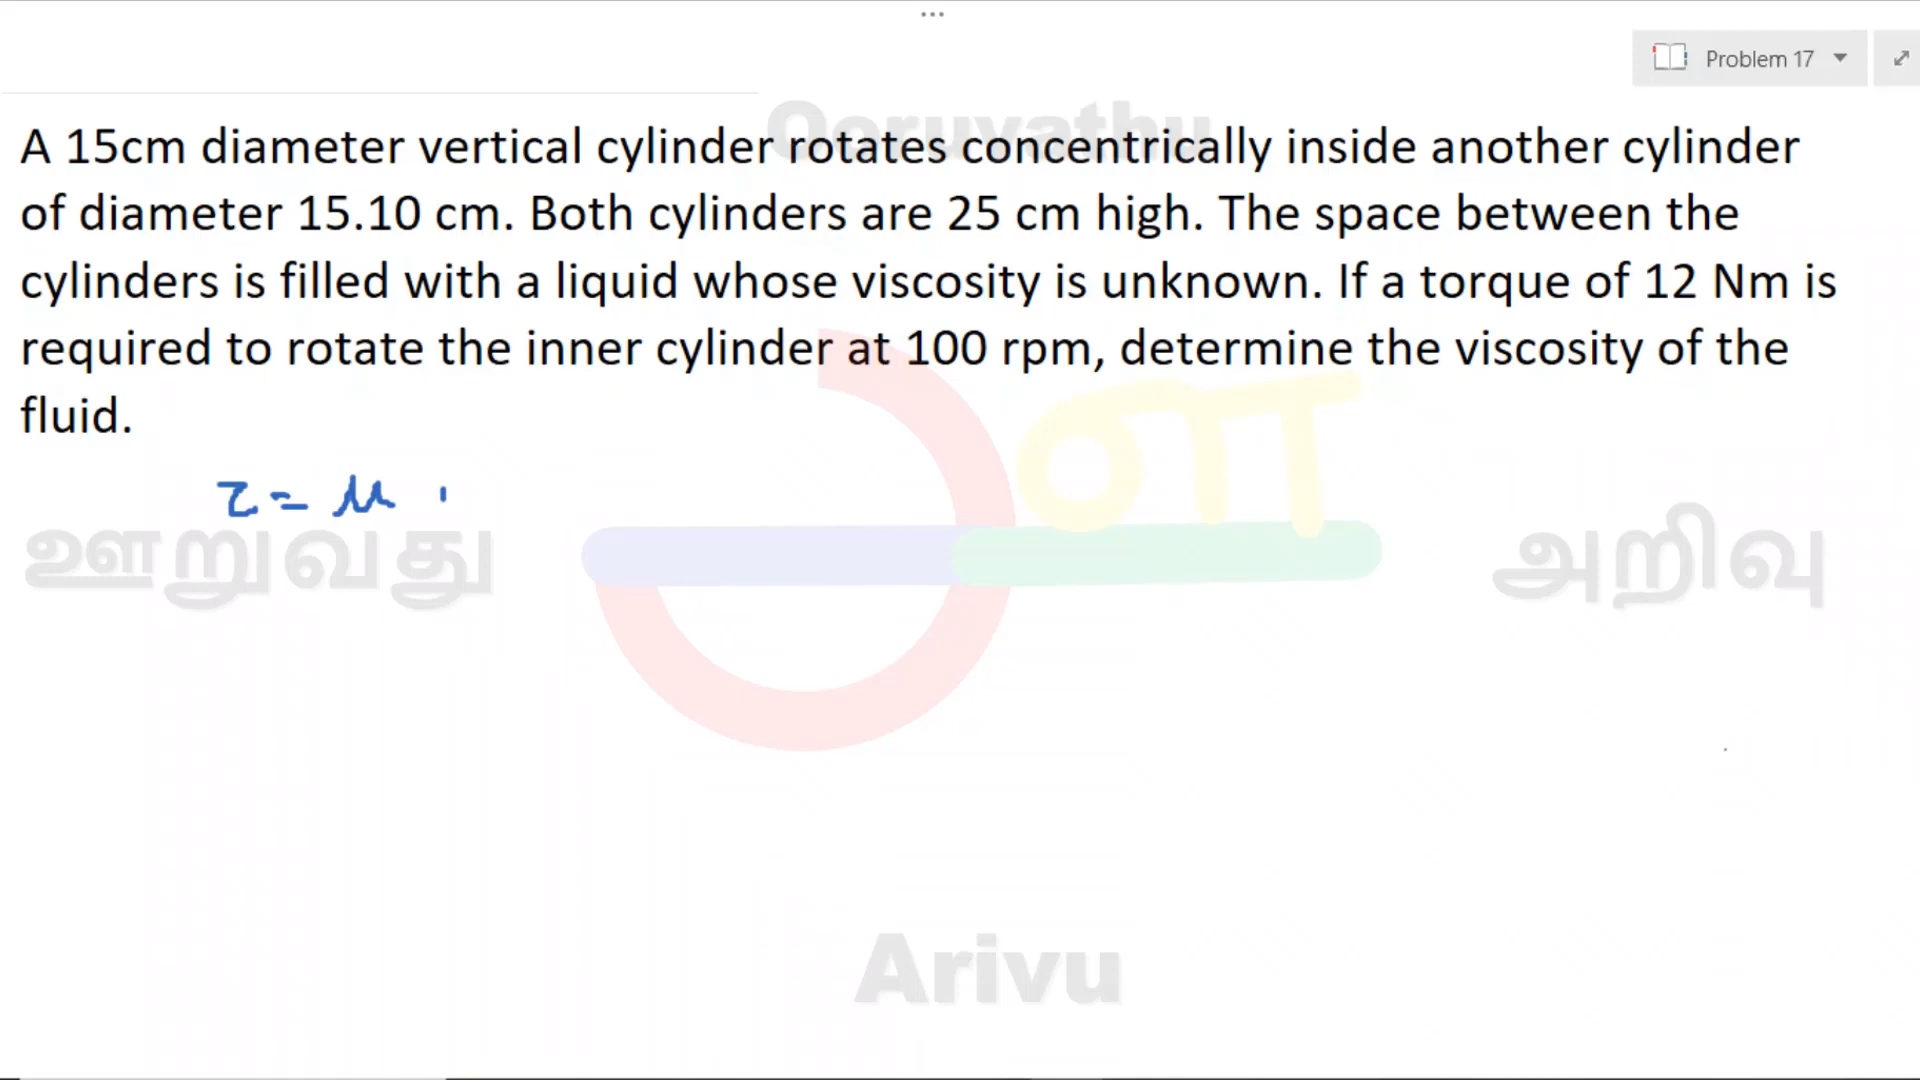 ...
Problem 17
Ooruvathu
A 15cm diameter vertical cylinder rotates concentrically inside another cylinder
of diameter 15.10 cm. Both cylinders are 25 cm high. The space between the
cylinders is filled with a liquid whose viscosity is unknown. If a torque of 12 Nm is
required to rotate the inner cylinder at 100 rpm, determine the viscosity of the
fluid.
τ = μ
ஊறுவது
அறிவு
Arivu